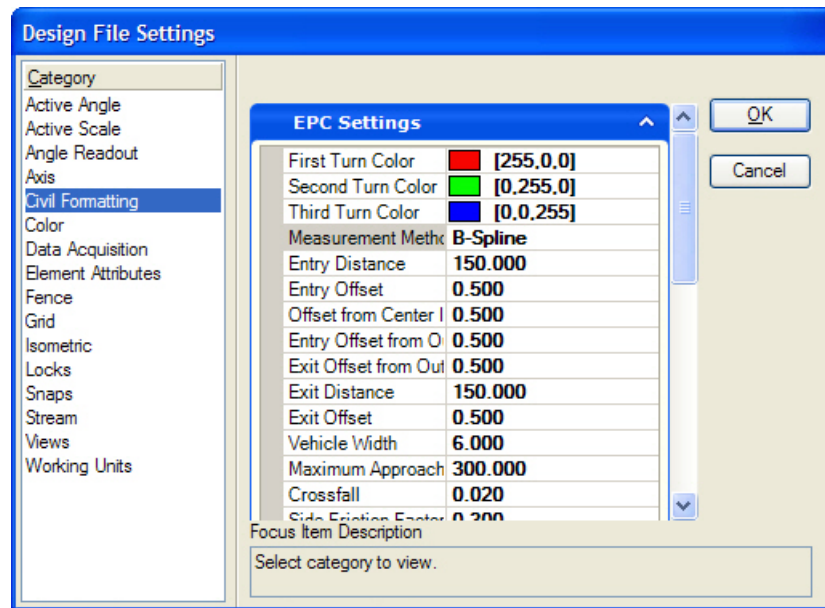 Design File Settings
Category
Active Angle
Active Scale
Angle Readout
Axis
Civil Formatting
Color
Data Acquisition
Element Attributes
Fence
Grid
Isometric
Locks
Snaps
Stream
Views
Working Units
EPC Settings
First Turn Color [255,0,0]
Second Turn Color [0,255,0]
Third Turn Color [0,0,255]
Measurement Metho B-Spline
Entry Distance 150.000
Entry Offset 0.500
Offset from Center I 0.500
Entry Offset from O 0.500
Exit Offset from Out 0.500
Exit Distance 150.000
Exit Offset 0.500
Vehicle Width 6.000
Maximum Approach 300.000
Crossfall 0.020
Side Friction Factor 0.200
Focus Item Description
Select category to view.
OK
Cancel